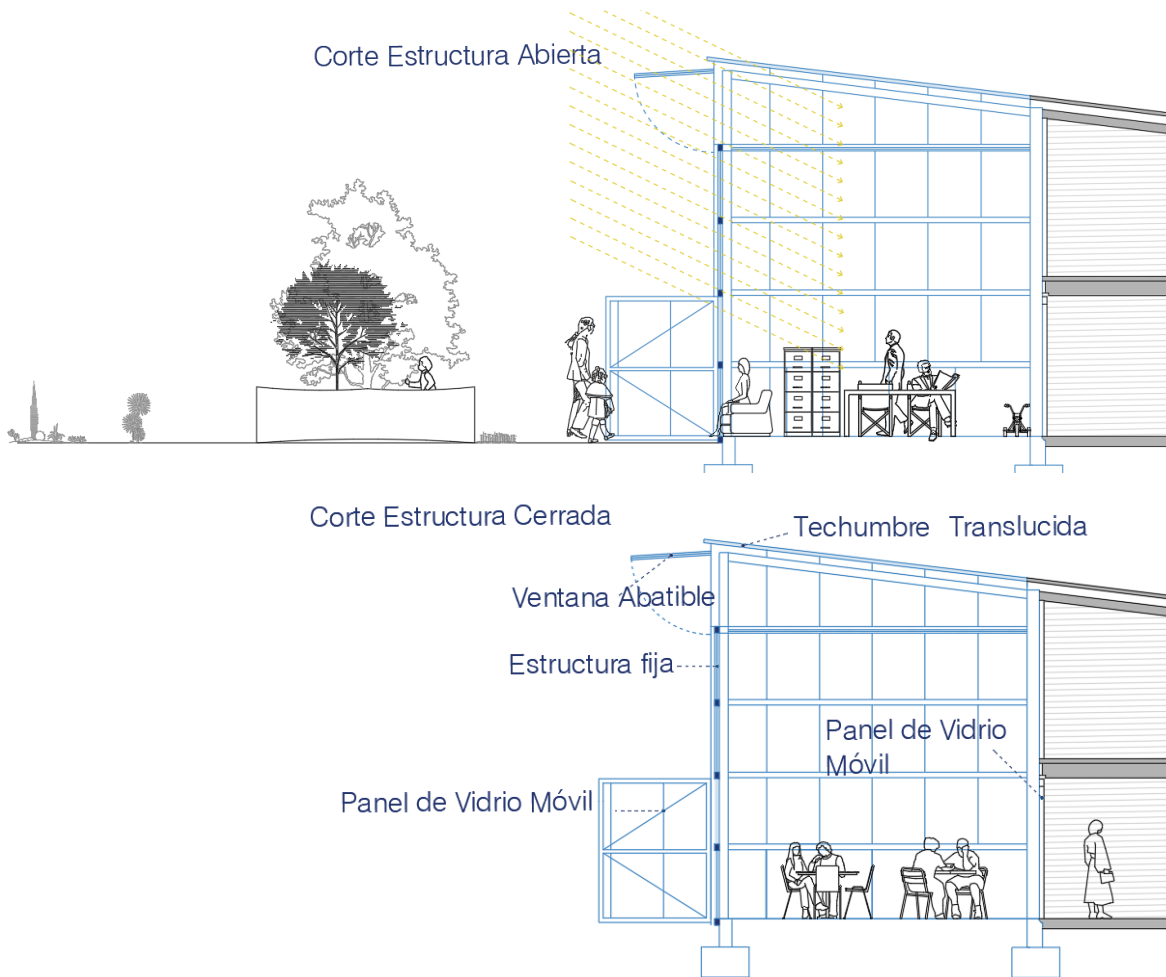 Corte Estructura Abierta
Corte Estructura Cerrada
Techumbre Translucida
Ventana Abatible
Estructura fija
Panel de Vidrio
Móvil
Panel de Vidrio Móvil